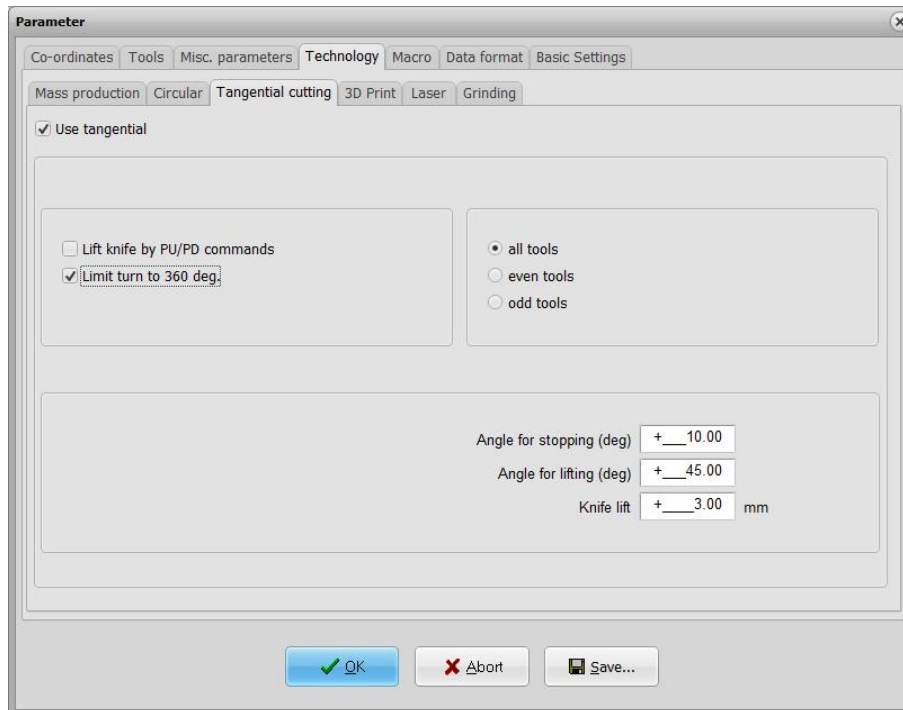 Parameter
Co-ordinates Tools Misc. parameters Technology Macro Data format Basic Settings
Mass production Circular Tangential cutting 3D Print Laser Grinding
Use tangential
Lift knife by PU/PD commands
Limit turn to 360 deg.
all tools
even tools
odd tools
Angle for stopping (deg) +___10.00
Angle for lifting (deg) +___45.00
Knife lift +____3.00 mm
OK Abort Save...